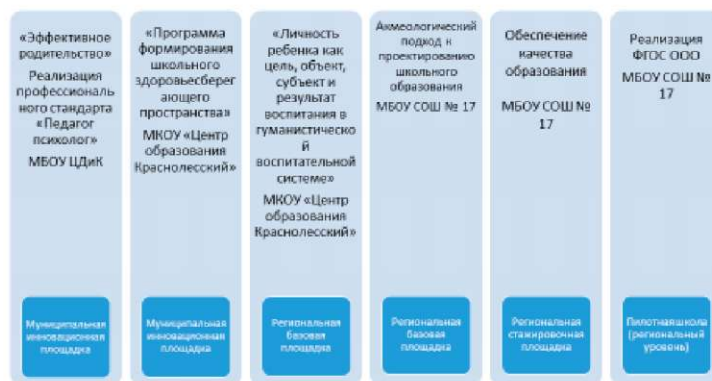 «Эффективное
родительство»
Реализация
профессиональ
ного стандарта
«Педагог
психолог»
МБОУ ЦДиК
Муниципальная
инновационная
площадка
«Программа
формирования
школьного
здоровьесберег
ающего
пространства»
МКОУ «Центр
образования
Краснолесский»
Муниципальная
инновационная
площадка
«Личность
ребенка как
цель, объект,
субъект и
результат
воспитания в
гуманистическо
й
воспитательной
системе»
МКОУ «Центр
образования
Краснолесский»
Региональная
базовая
площадка
Акмеологический
подход к
проектированию
школьного
образования
МБОУ СОШ № 17
Региональная
базовая
площадка
Обеспечение
качества
образования
МБОУ СОШ №
17
Региональная
стажировочная
площадка
Реализация
ФГОС ООО
МБОУ СОШ №
17
Пилотная школа
(региональный
уровень)